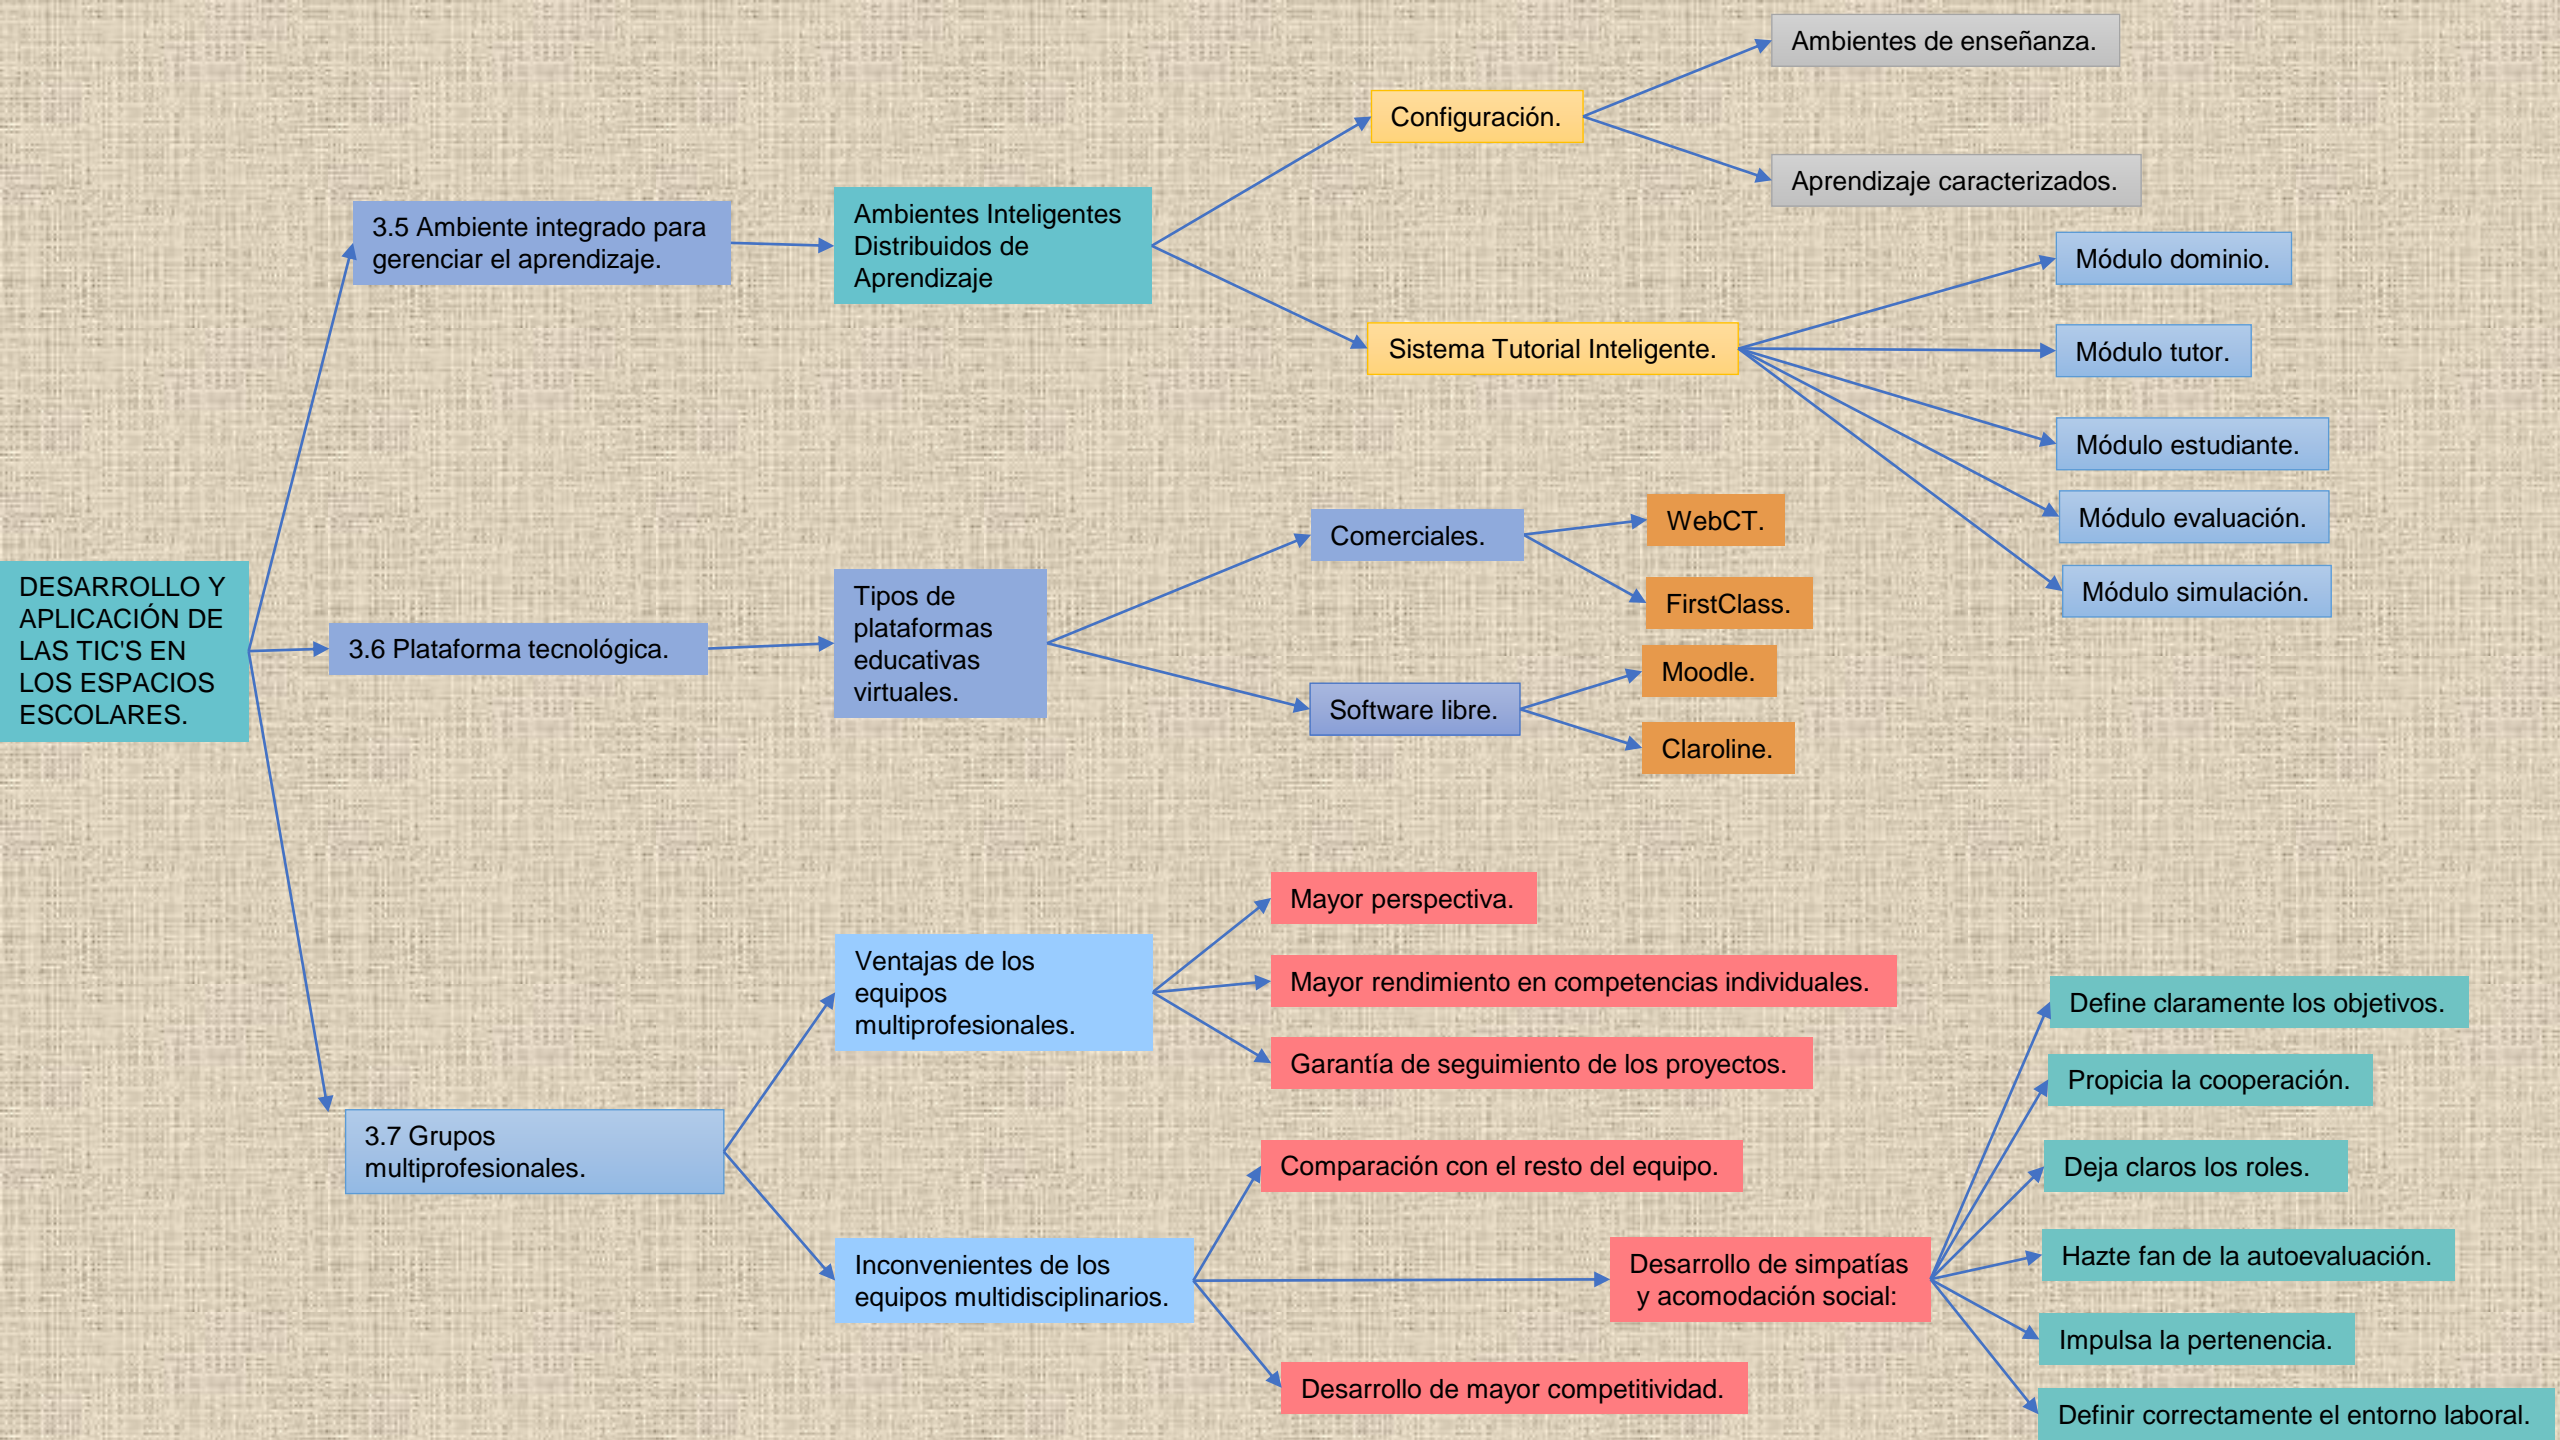 DESARROLLO Y
APLICACIÓN DE
LAS TIC'S EN
LOS ESPACIOS
ESCOLARES.
3.5 Ambiente integrado para
gerenciar el aprendizaje.
Ambientes Inteligentes
Distribuidos de
Aprendizaje
Configuración.
Ambientes de enseñanza.
Aprendizaje caracterizados.
Sistema Tutorial Inteligente.
Módulo dominio.
Módulo tutor.
Módulo estudiante.
Módulo evaluación.
Módulo simulación.
3.6 Plataforma tecnológica.
Tipos de
plataformas
educativas
virtuales.
Comerciales.
WebCT.
FirstClass.
Software libre.
Moodle.
Claroline.
3.7 Grupos
multiprofesionales.
Ventajas de los
equipos
multiprofesionales.
Mayor perspectiva.
Mayor rendimiento en competencias individuales.
Garantía de seguimiento de los proyectos.
Inconvenientes de los
equipos multidisciplinarios.
Comparación con el resto del equipo.
Desarrollo de simpatías
y acomodación social:
Desarrollo de mayor competitividad.
Define claramente los objetivos.
Propicia la cooperación.
Deja claros los roles.
Hazte fan de la autoevaluación.
Impulsa la pertenencia.
Definir correctamente el entorno laboral.